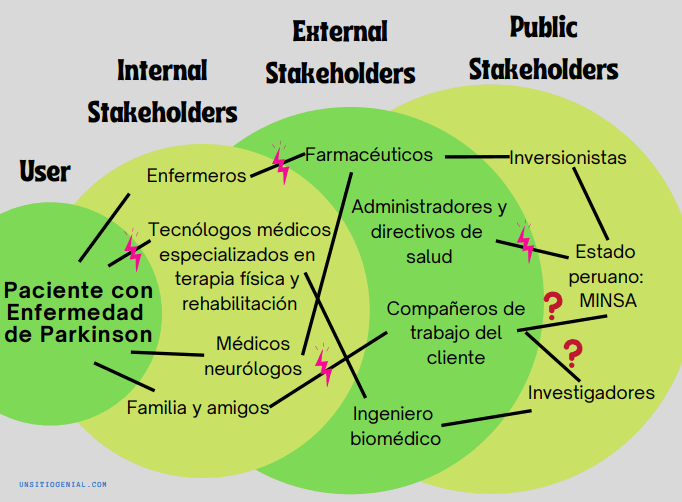 User
Internal
Stakeholders
External
Stakeholders
Public
Stakeholders
Paciente con
Enfermedad
de Parkinson
Enfermeros
Tecnólogos médicos
especializados en
terapia física y
rehabilitación
Médicos
neurólogos
Familia y amigos
Farmacéuticos
Administradores y
directivos de
salud
Compañeros de
trabajo del
cliente
Ingeniero
biomédico
Inversionistas
Estado
peruano:
MINSA
?
?
Investigadores
UNSITIOGENIAL.COM